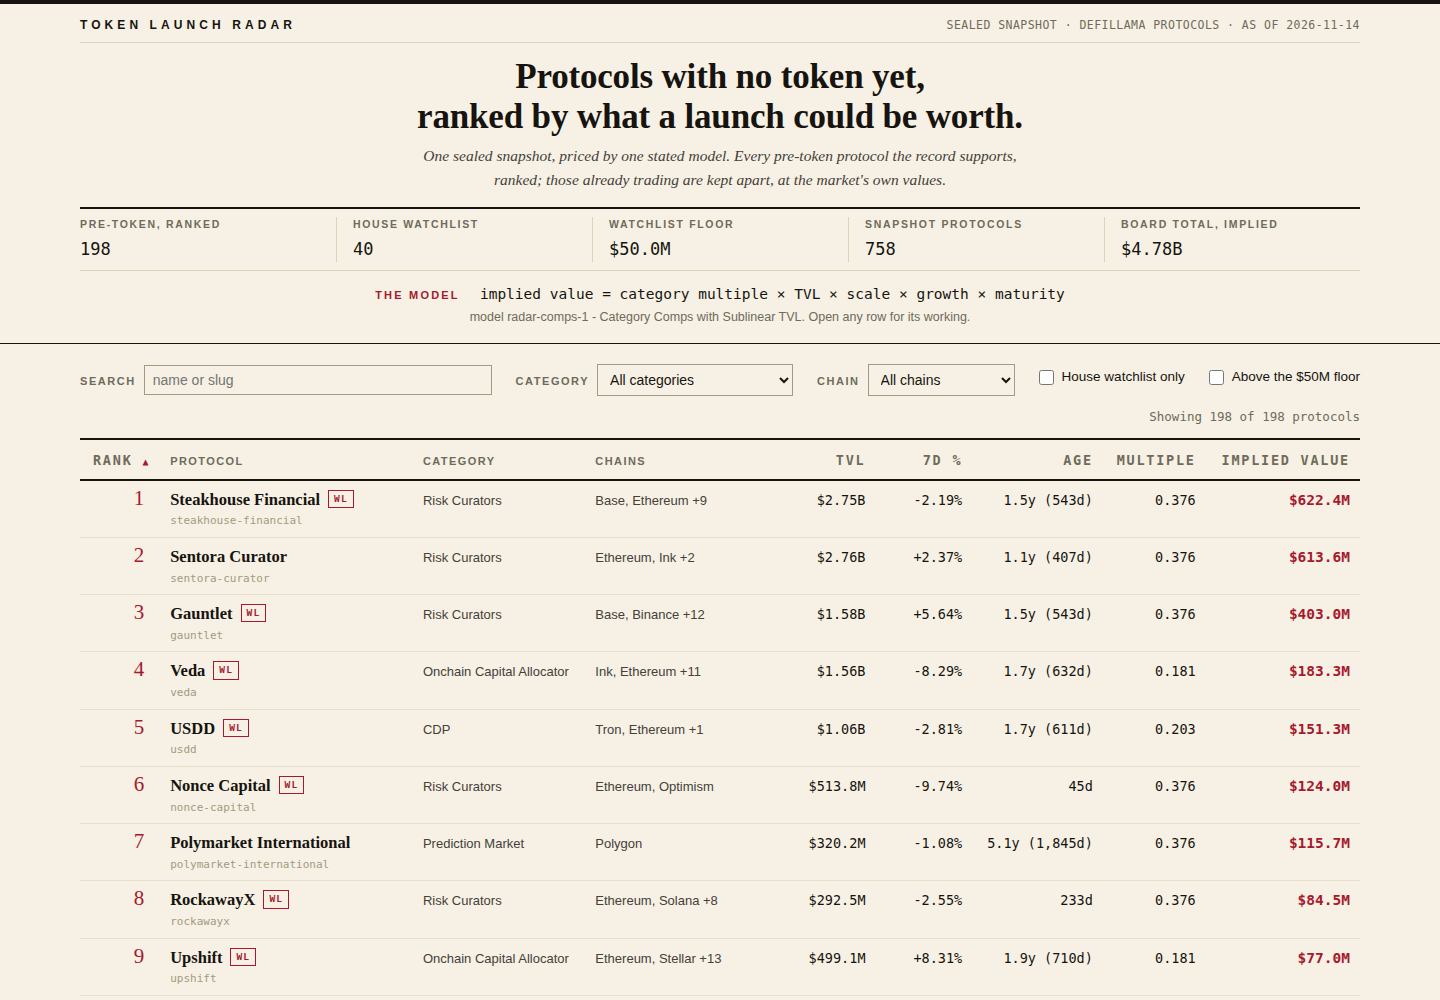 TOKEN LAUNCH RADAR
SEALED SNAPSHOT · DEFILLAMA PROTOCOLS · AS OF 2026-11-14
Protocols with no token yet,
ranked by what a launch could be worth.
One sealed snapshot, priced by one stated model. Every pre-token protocol the record supports,
ranked; those already trading are kept apart, at the market's own values.
PRE-TOKEN, RANKED HOUSE WATCHLIST WATCHLIST FLOOR SNAPSHOT PROTOCOLS BOARD TOTAL, IMPLIED
198 40 $50.0M 758 $4.78B
THE MODEL implied value = category multiple × TVL × scale × growth × maturity
model radar-comps-1 - Category Comps with Sublinear TVL. Open any row for its working.
SEARCH name or slug CATEGORY All categories CHAIN All chains House watchlist only Above the $50M floor
Showing 198 of 198 protocols
RANK ▲ PROTOCOL CATEGORY CHAINS TVL 7D % AGE MULTIPLE IMPLIED VALUE
1 Steakhouse Financial WL Risk Curators Base, Ethereum +9 $2.75B -2.19% 1.5y (543d) 0.376 $622.4M
steakhouse-financial
2 Sentora Curator Risk Curators Ethereum, Ink +2 $2.76B +2.37% 1.1y (407d) 0.376 $613.6M
sentora-curator
3 Gauntlet WL Risk Curators Base, Binance +12 $1.58B +5.64% 1.5y (543d) 0.376 $403.0M
gauntlet
4 Veda WL Onchain Capital Allocator Ink, Ethereum +11 $1.56B -8.29% 1.7y (632d) 0.181 $183.3M
veda
5 USDD WL CDP Tron, Ethereum +1 $1.06B -2.81% 1.7y (611d) 0.203 $151.3M
usdd
6 Nonce Capital WL Risk Curators Ethereum, Optimism $513.8M -9.74% 45d 0.376 $124.0M
nonce-capital
7 Polymarket International Prediction Market Polygon $320.2M -1.08% 5.1y (1,845d) 0.376 $115.7M
polymarket-international
8 RockawayX WL Risk Curators Ethereum, Solana +8 $292.5M -2.55% 233d 0.376 $84.5M
rockawayx
9 Upshift WL Onchain Capital Allocator Ethereum, Stellar +13 $499.1M +8.31% 1.9y (710d) 0.181 $77.0M
upshift